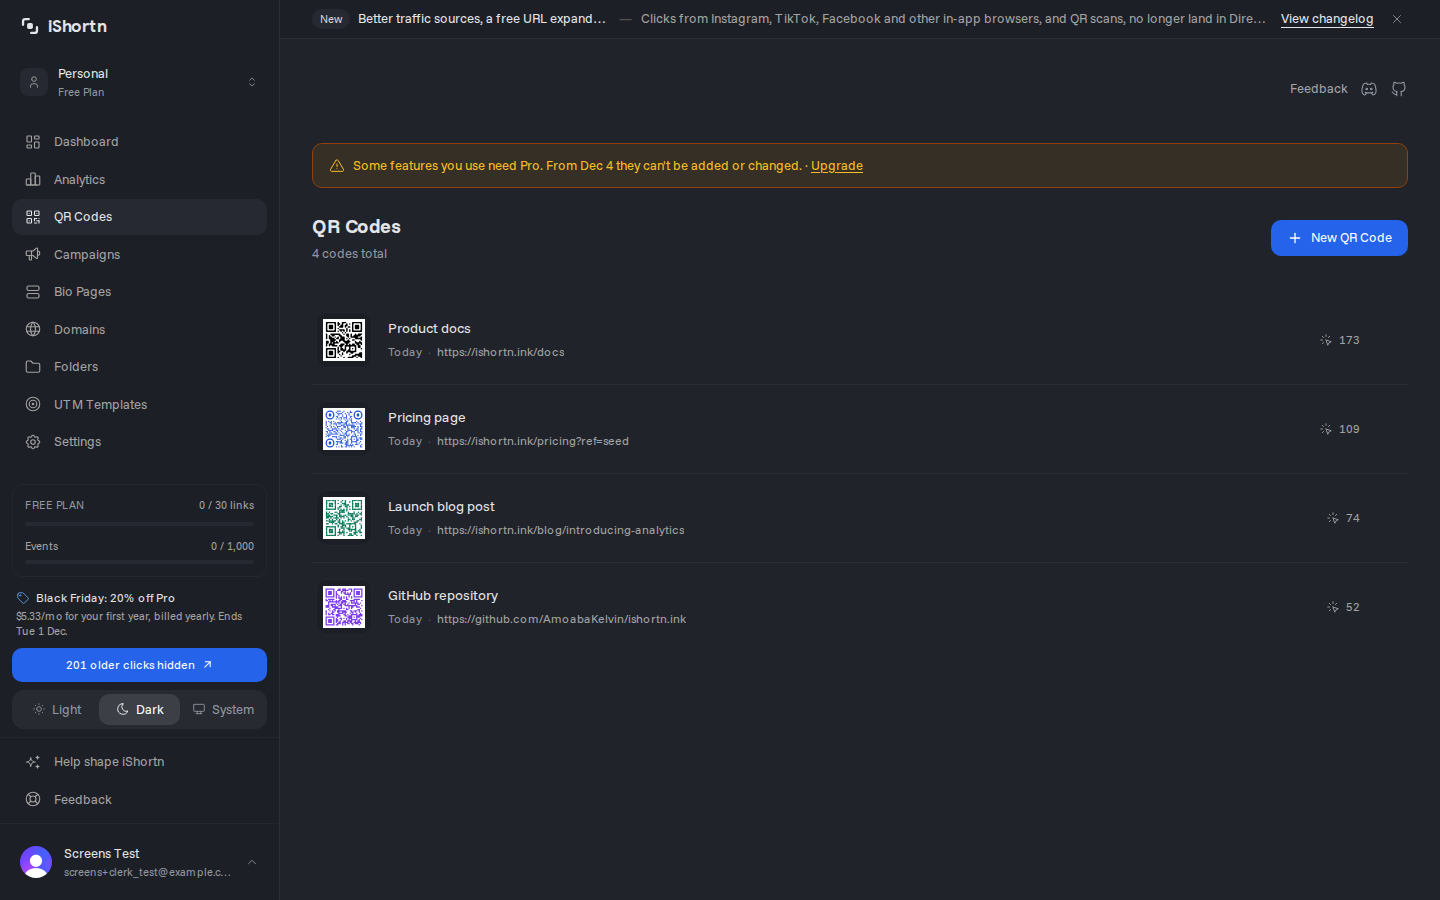 iShortn
Personal
Free Plan
Dashboard
Analytics
QR Codes
Campaigns
Bio Pages
Domains
Folders
UTM Templates
Settings
FREE PLAN 0 / 30 links
Events 0 / 1,000
Black Friday: 20% off Pro
$5.33/mo for your first year, billed yearly. Ends
Tue 1 Dec.
201 older clicks hidden
Light Dark System
Help shape iShortn
Feedback
Screens Test
screens+clerk_test@example.c...
New Better traffic sources, a free URL expand... — Clicks from Instagram, TikTok, Facebook and other in-app browsers, and QR scans, no longer land in Dire... View changelog
Feedback
Some features you use need Pro. From Dec 4 they can't be added or changed. · Upgrade
QR Codes
4 codes total
New QR Code
Product docs
Today · https://ishortn.ink/docs
173
Pricing page
Today · https://ishortn.ink/pricing?ref=seed
109
Launch blog post
Today · https://ishortn.ink/blog/introducing-analytics
74
GitHub repository
Today · https://github.com/AmoabaKelvin/ishortn.ink
52